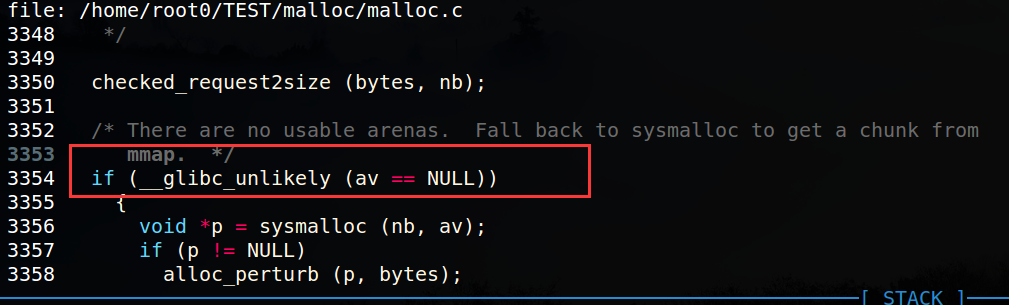 file: /home/root0/TEST/malloc/malloc.c
3348     */
3349
3350    checked_request2size (bytes, nb);
3351
3352    /* There are no usable arenas.  Fall back to sysmalloc to get a chunk from
3353       mmap.  */
3354    if (__glibc_unlikely (av == NULL))
3355      {
3356        void *p = sysmalloc (nb, av);
3357        if (p != NULL)
3358          alloc_perturb (p, bytes);
[ STACK ]